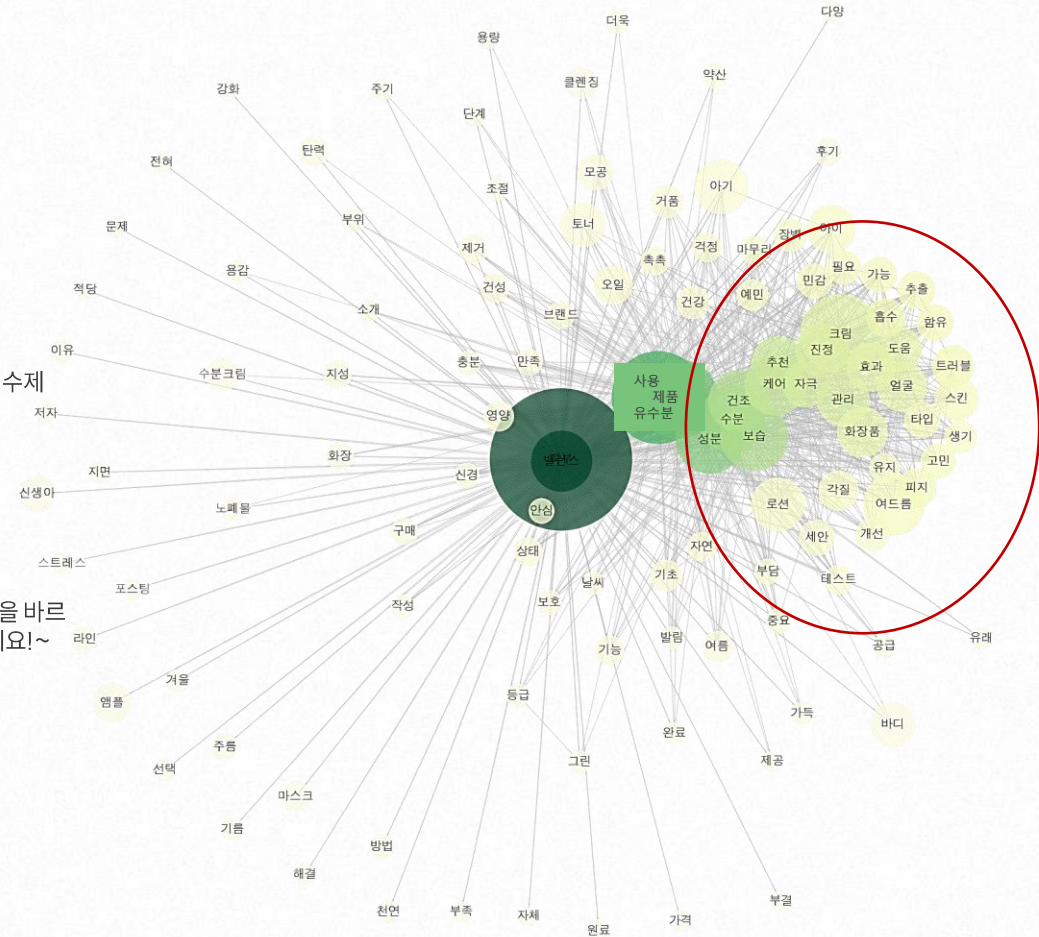 다양
더욱
용량
약산
클렌징
강화
주기
단계
탄력
후기
전혀
모공
아기
조절
거품
부위
토너
문제
아이
장벽
제거
걱정
마무리
촉촉
필요
용감
가능
민감
오일
건성
적당
추출
예민
건강
소개
브랜드
흡수
함유
크림
이유
진정
도움
충분
만족
추천
효과
트러블
수분크림
지성
수제
사용
케어
자극
얼굴
제품
관리
스킨
건조
저자
영양
유수분
수분
타입
화장품
성분
보습
생기
화장
고민
지면
신경
유지
신생아
각질
피지
로션
여드름
노폐물
안심
구매
개선
세안
자연
상태
스트레스
부담
기초
테스트
날씨
포스팅
작성
보호
을 바르
중요
라인
발림
유래
요!~
여름
공급
기능
겨울
등급
앰플
가득
바디
완료
주름
그린
제공
선택
마스크
기름
방법
해결
부결
천연
부족
자체
가격
원료